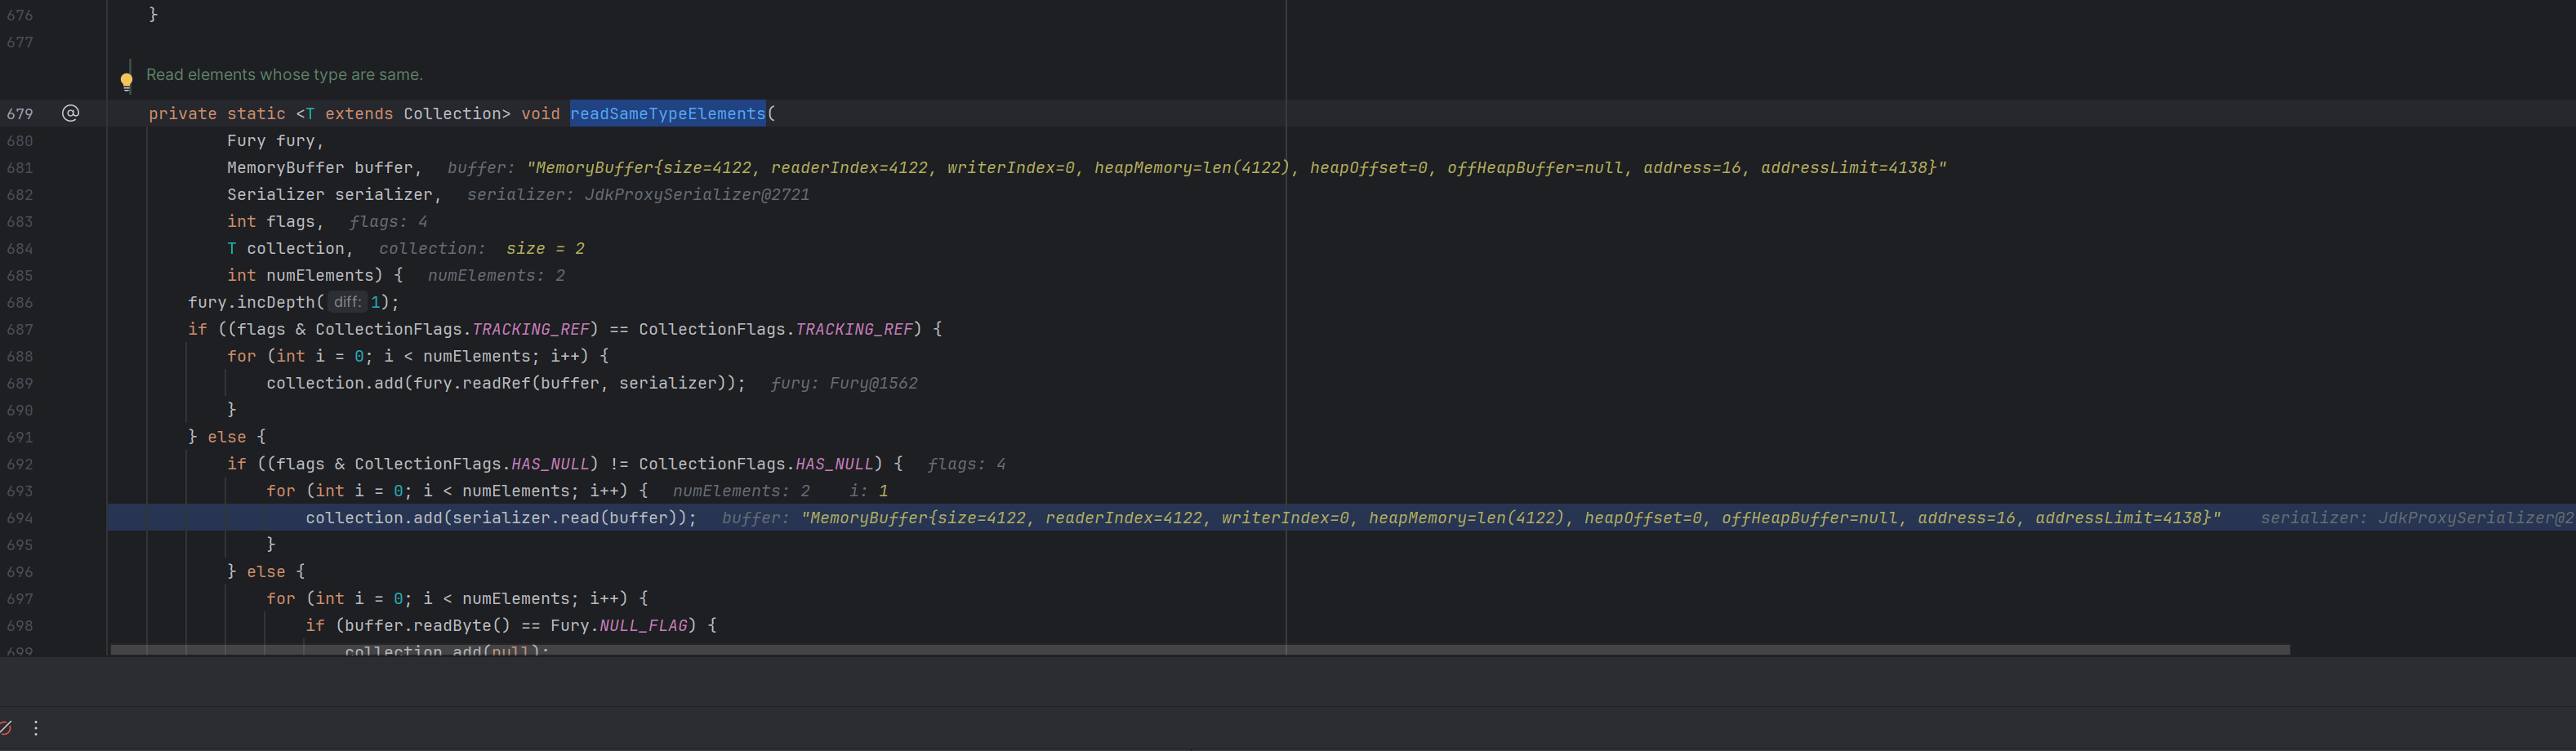 676 }
677
Read elements whose type are same.
679 @ private static <T extends Collection> void readSameTypeElements(
680 Fury fury,
681 MemoryBuffer buffer, buffer: "MemoryBuffer{size=4122, readerIndex=4122, writerIndex=0, heapMemory=len(4122), heapOffset=0, offHeapBuffer=null, address=16, addressLimit=4138}"
682 Serializer serializer, serializer: JdkProxySerializer@2721
683 int flags, flags: 4
684 T collection, collection: size = 2
685 int numElements) { numElements: 2
686 fury.incDepth( diff: 1);
687 if ((flags & CollectionFlags.TRACKING_REF) == CollectionFlags.TRACKING_REF) {
688 for (int i = 0; i < numElements; i++) {
689 collection.add(fury.readRef(buffer, serializer)); fury: Fury@1562
690 }
691 } else {
692 if ((flags & CollectionFlags.HAS_NULL) != CollectionFlags.HAS_NULL) { flags: 4
693 for (int i = 0; i < numElements; i++) { numElements: 2 i: 1
694 collection.add(serializer.read(buffer)); buffer: "MemoryBuffer{size=4122, readerIndex=4122, writerIndex=0, heapMemory=len(4122), heapOffset=0, offHeapBuffer=null, address=16, addressLimit=4138}" serializer: JdkProxySerializer@2
695 }
696 } else {
697 for (int i = 0; i < numElements; i++) {
698 if (buffer.readByte() == Fury.NULL_FLAG) {
699 collection.add(null);